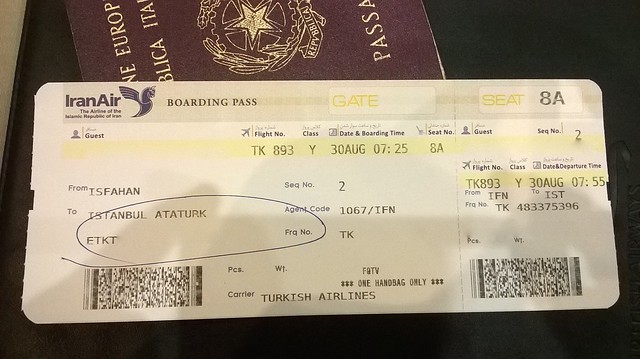 NE EUROP
BLICA ITAL
REPVBBLICA
PASSA
IranAir
The Airline of the
Islamic Republic of Iran
BOARDING PASS
GATE
SEAT 8A
Guest
Flight No. Class Date & Boarding Time Seat No.
TK 893 Y 30AUG 07:25 8A
From ISFAHAN
Seq No. 2
To ISTANBUL ATATURK
Agent Code 1067/IFN
ETKT
Frq No. TK
Pcs. Wt.
FQTV
*** ONE HANDBAG ONLY ***
Carrier TURKISH AIRLINES
Guest
Seq No. 2
Flight No. Class Date&Departure Time
TK893 Y 30AUG 07:55
From IFN To IST
Frq No. TK 483375396
Pcs. Wt.